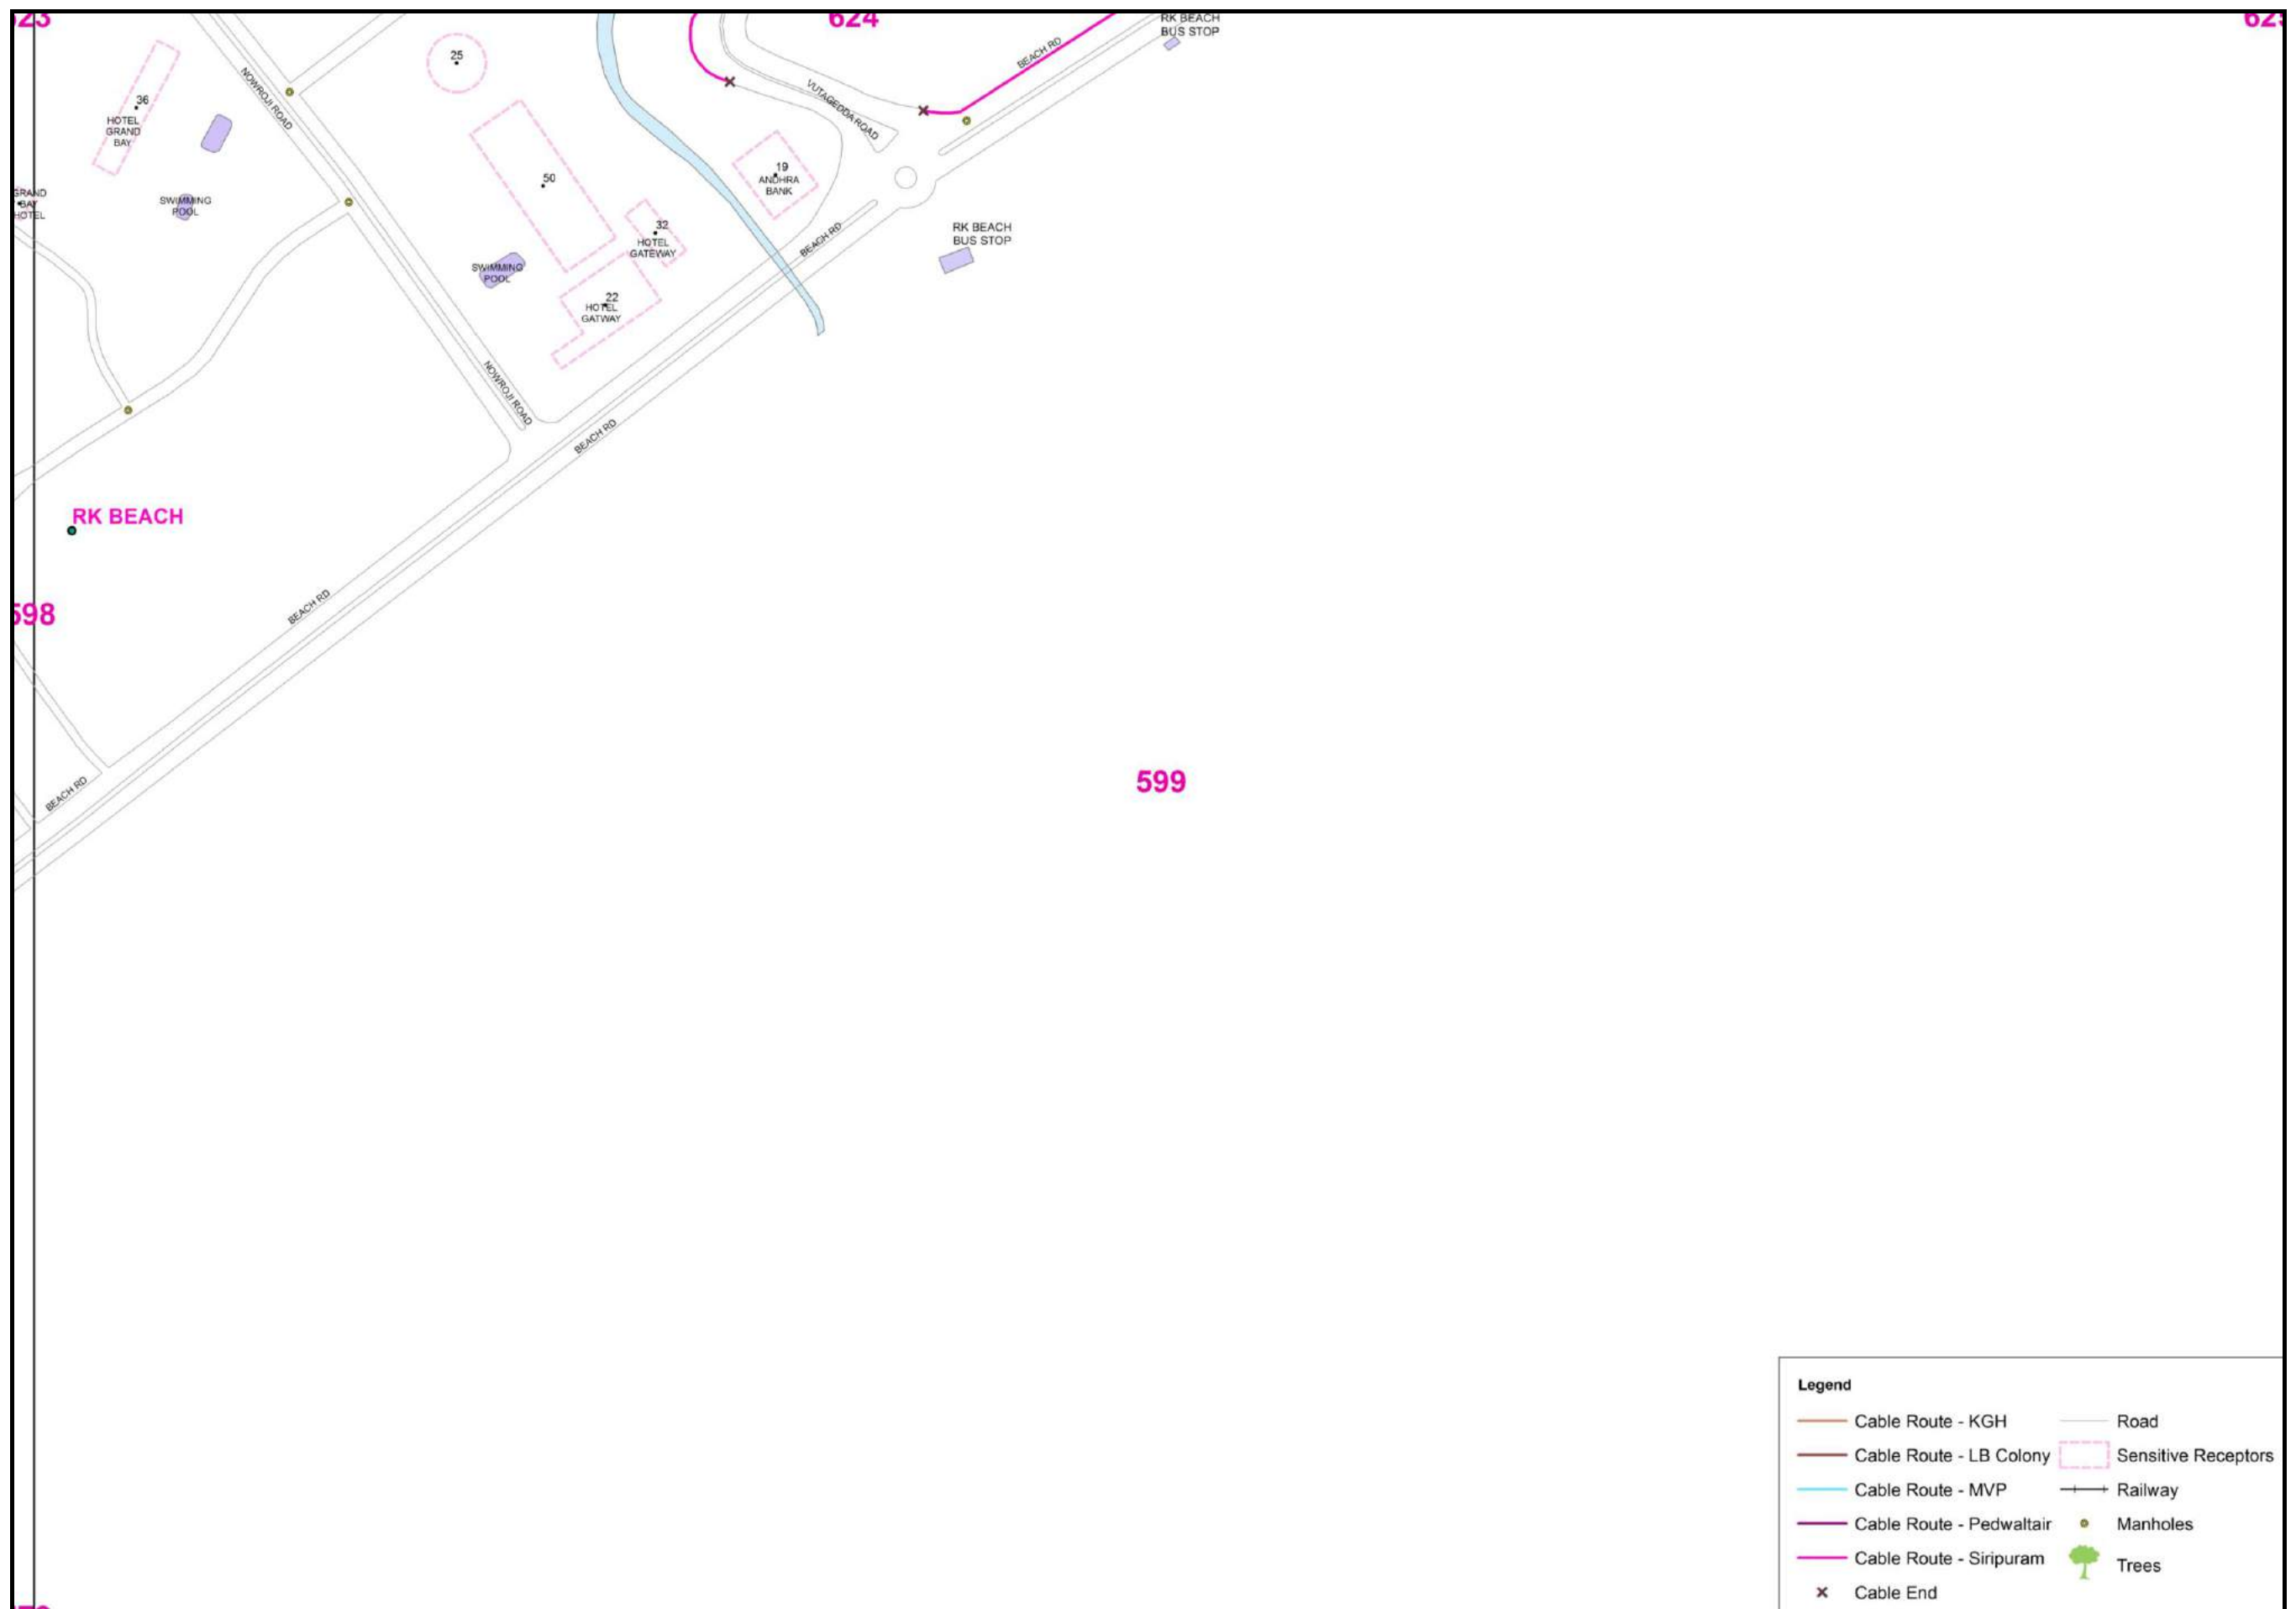 624
RK BEACH
BUS STOP
25
NOWROJI ROAD
BEACH RD
36
HOTEL
GRAND
BAY
VUTAGEDDA ROAD
19
ANDHRA
BANK
50
GRAND
BAY
HOTEL
SWIMMING
POOL
32
HOTEL
GATEWAY
BEACH RD
RK BEACH
BUS STOP
SWIMMING
POOL
22
HOTEL
GATWAY
NOWROJI ROAD
BEACH RD
RK BEACH
598
BEACH RD
BEACH RD
599
Legend
Cable Route - KGH
Cable Route - LB Colony
Cable Route - MVP
Cable Route - Pedwaltair
Cable Route - Siripuram
Cable End
Road
Sensitive Receptors
Railway
Manholes
Trees